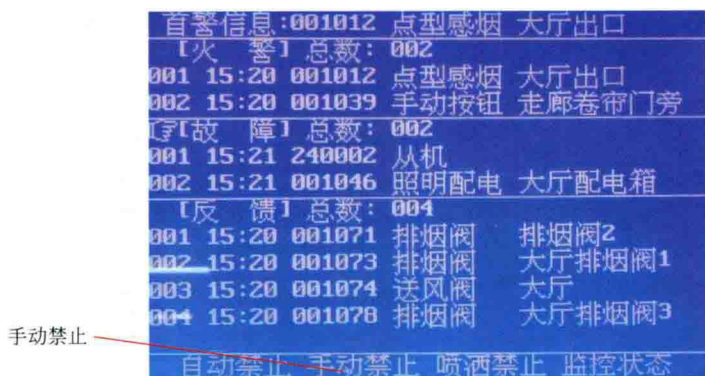 首警信息:001012 点型感烟 大厅出口
[火 警] 总数: 002
001 15:20 001012 点型感烟 大厅出口
002 15:20 001039 手动按钮 走廊卷帘门旁
☞[故 障] 总数: 002
001 15:21 240002 从机
002 15:21 001046 照明配电 大厅配电箱
[反 馈] 总数: 004
001 15:20 001071 排烟阀 排烟阀2
002 15:20 001073 排烟阀 大厅排烟阀1
003 15:20 001074 送风阀 大厅
004 15:20 001078 排烟阀 大厅排烟阀3
手动禁止
自动禁止 手动禁止 喷洒禁止 监控状态